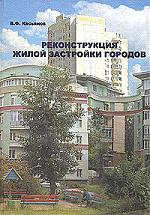 В.Ф. Касьянов
РЕКОНСТРУКЦИЯ
ЖИЛОЙ ЗАСТРОЙКИ ГОРОДОВ